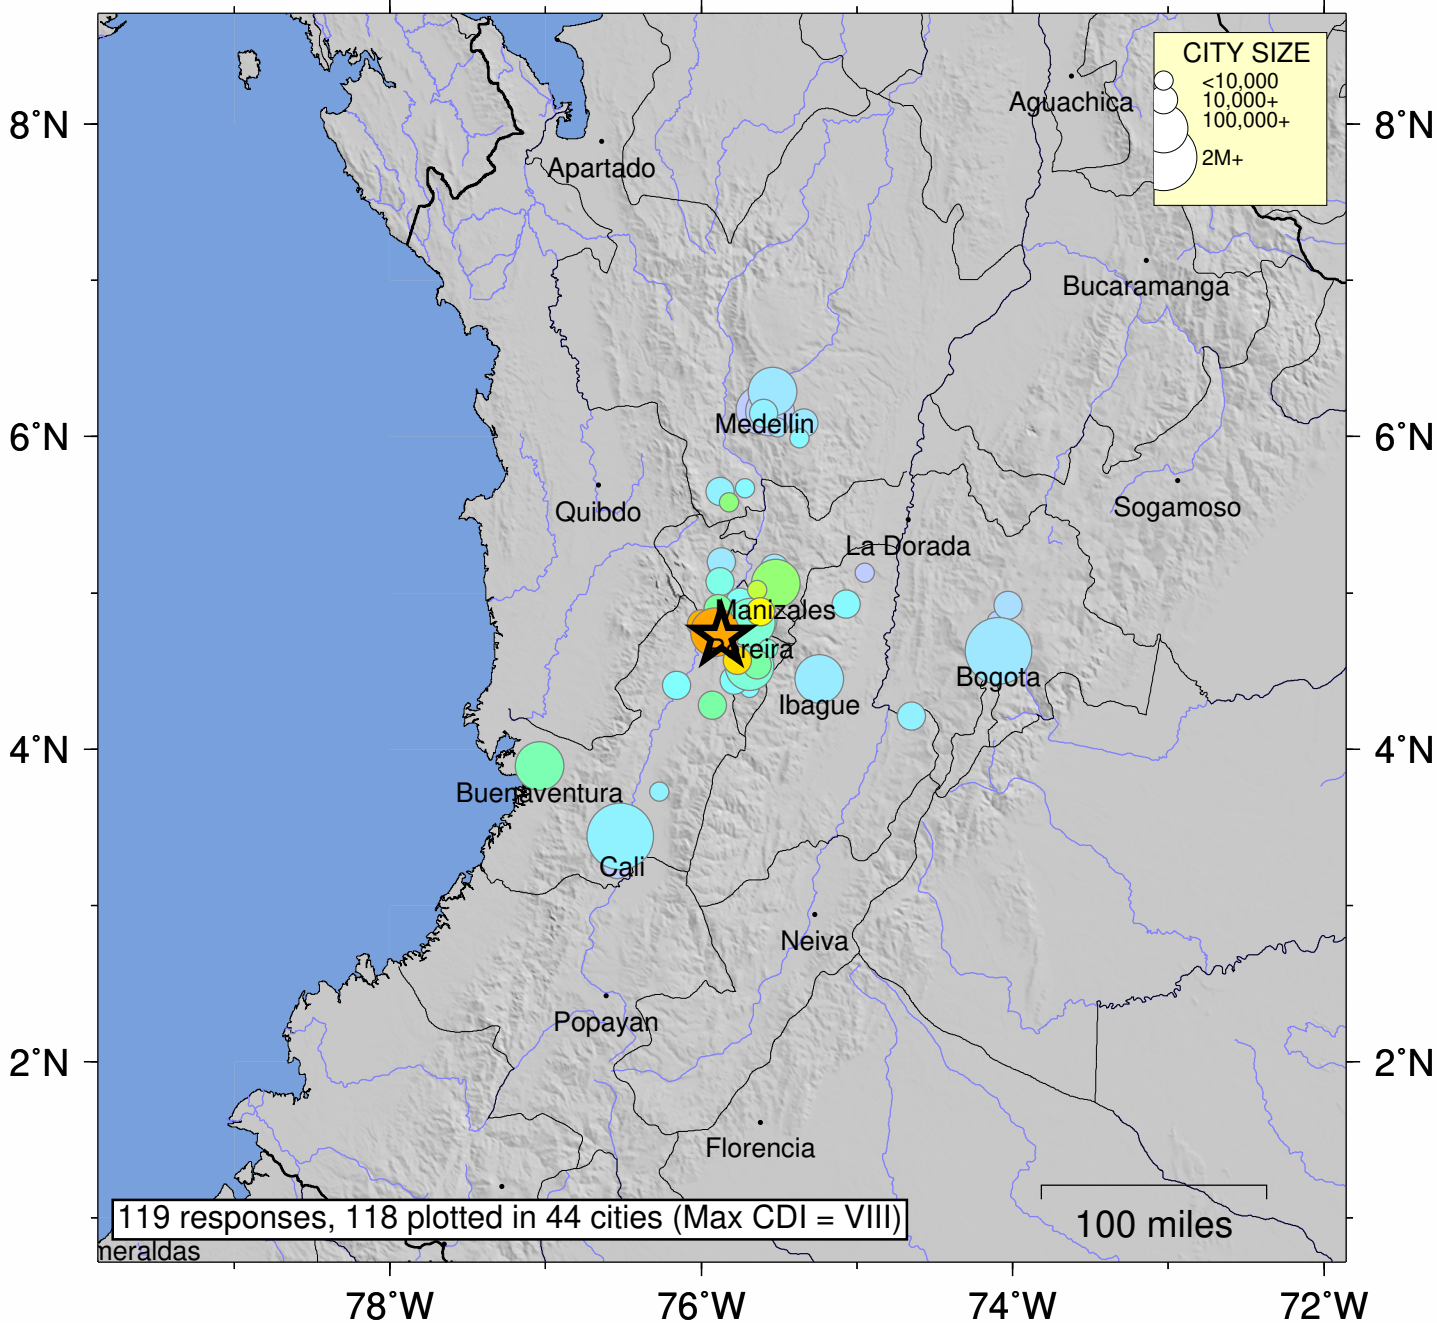 CITY SIZE
<10,000
10,000+
100,000+
2M+
8°N
8°N
Aguachica
Apartado
Bucaramanga
6°N
Medellin
6°N
Quibdo
Sogamoso
La Dorada
Manizales
Pereira
Bogota
Ibague
4°N
4°N
Buenaventura
Cali
Neiva
Popayan
2°N
2°N
Florencia
119 responses, 118 plotted in 44 cities (Max CDI = VIII)
100 miles
meraldas
78°W
76°W
74°W
72°W